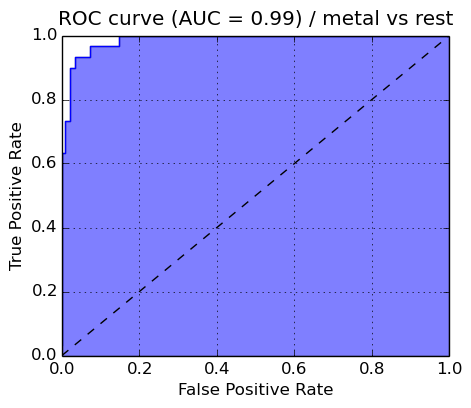 ROC curve (AUC = 0.99) / metal vs rest
1.0
0.8
0.6
0.4
0.2
0.0
True Positive Rate
0.0 0.2 0.4 0.6 0.8 1.0
False Positive Rate